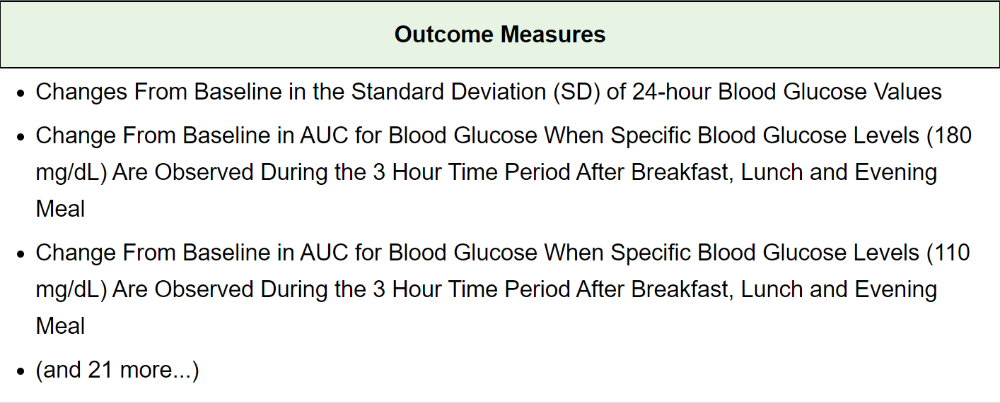 Outcome Measures
• Changes From Baseline in the Standard Deviation (SD) of 24-hour Blood Glucose Values
• Change From Baseline in AUC for Blood Glucose When Specific Blood Glucose Levels (180
mg/dL) Are Observed During the 3 Hour Time Period After Breakfast, Lunch and Evening
Meal
• Change From Baseline in AUC for Blood Glucose When Specific Blood Glucose Levels (110
mg/dL) Are Observed During the 3 Hour Time Period After Breakfast, Lunch and Evening
Meal
• (and 21 more...)